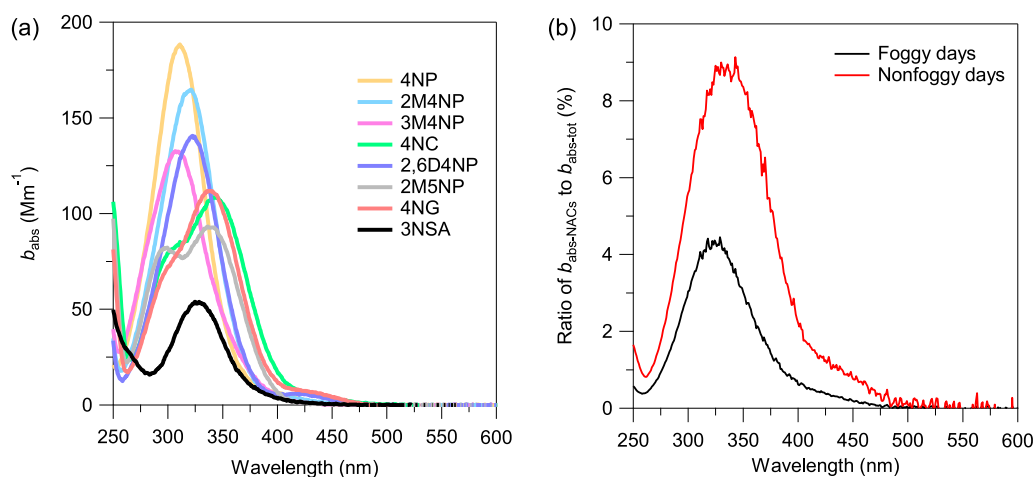 (a)
200
150
100
50
0
b_abs (Mm⁻¹)
250 300 350 400 450 500 550 600
Wavelength (nm)
4NP
2M4NP
3M4NP
4NC
2,6D4NP
2M5NP
4NG
3NSA
(b)
10
8
6
4
2
0
Ratio of b_abs-NACs to b_abs-tot (%)
250 300 350 400 450 500 550 600
Wavelength (nm)
Foggy days
Nonfoggy days